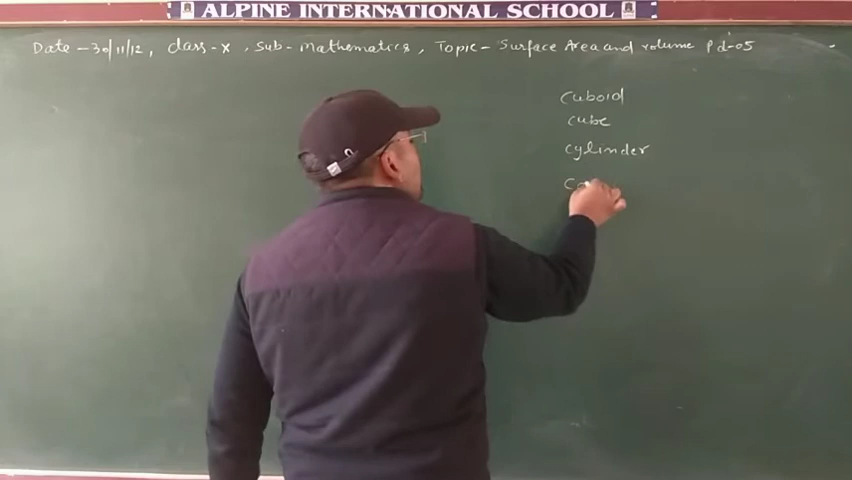 ALPINE INTERNATIONAL SCHOOL
Date - 30/11/12, class-x, Sub-Mathematics, Topic - Surface Area and volume Pd-05
Cuboid
cube
cylinder